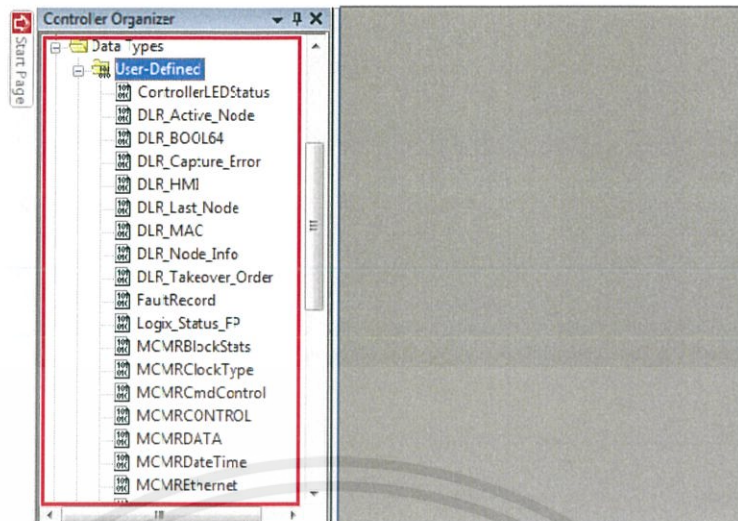 Start Page
Controller Organizer
Data Types
User-Defined
ControllerLEDStatus
DLR_Active_Node
DLR_BOOL64
DLR_Capture_Error
DLR_HMI
DLR_Last_Node
DLR_MAC
DLR_Node_Info
DLR_Takeover_Order
FaultRecord
Logix_Status_FP
MCMRBlockStats
MCMRClockType
MCMRCmdControl
MCMRCONTROL
MCMRDATA
MCMRDateTime
MCMREthernet